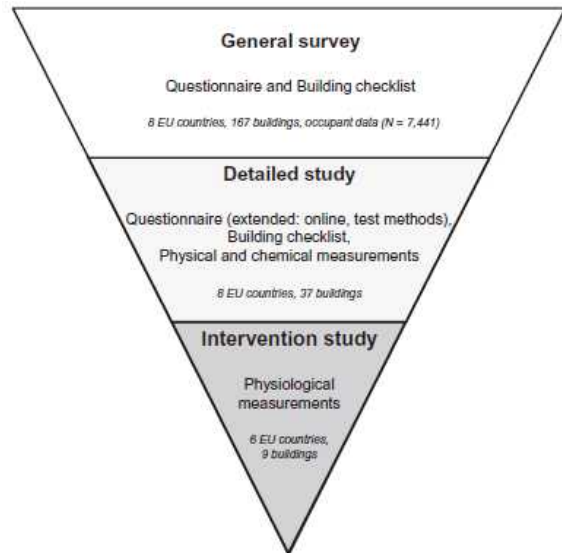 General survey
Questionnaire and Building checklist
8 EU countries, 167 buildings, occupant data (N = 7,441)
Detailed study
Questionnaire (extended: online, test methods),
Building checklist,
Physical and chemical measurements
8 EU countries, 37 buildings
Intervention study
Physiological
measurements
6 EU countries,
9 buildings